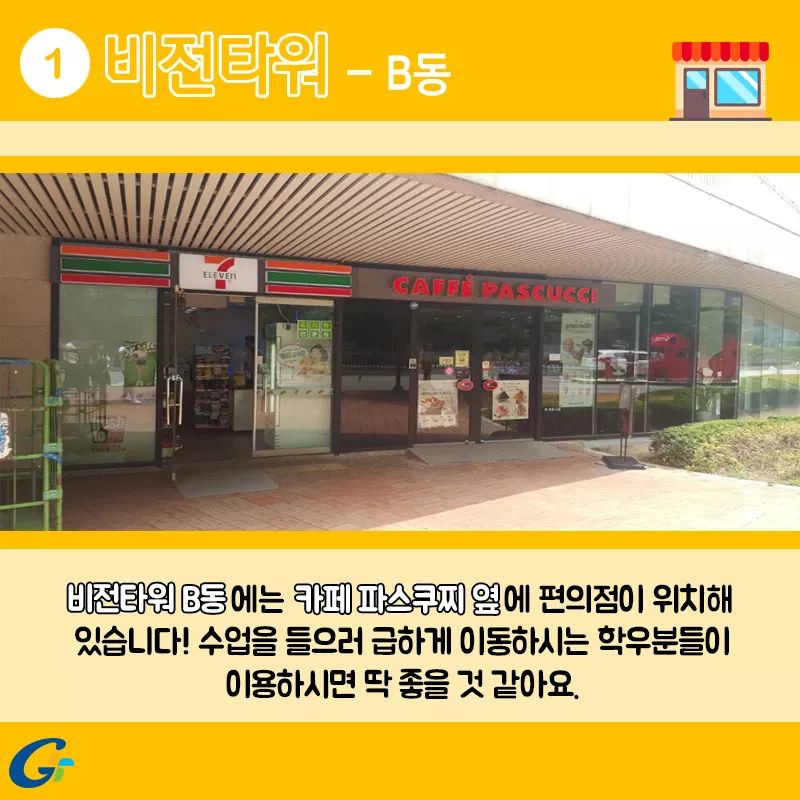 1 비전타워 - B동
7
ELEVEn
CAFFÈ PASCUCCI
비전타워 B동에는 카페 파스쿠찌 옆에 편의점이 위치해
있습니다! 수업을 들으러 급하게 이동하시는 학우분들이
이용하시면 딱 좋을 것 같아요.
G